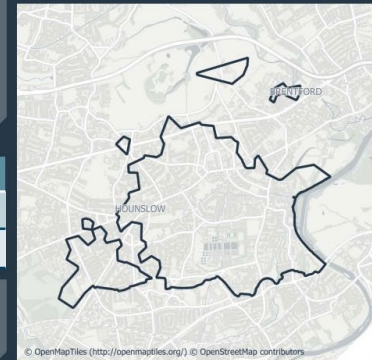 BRENTFORD
HOUNSLOW
© OpenMapTiles (http://openmaptiles.org/) © OpenStreetMap contributors